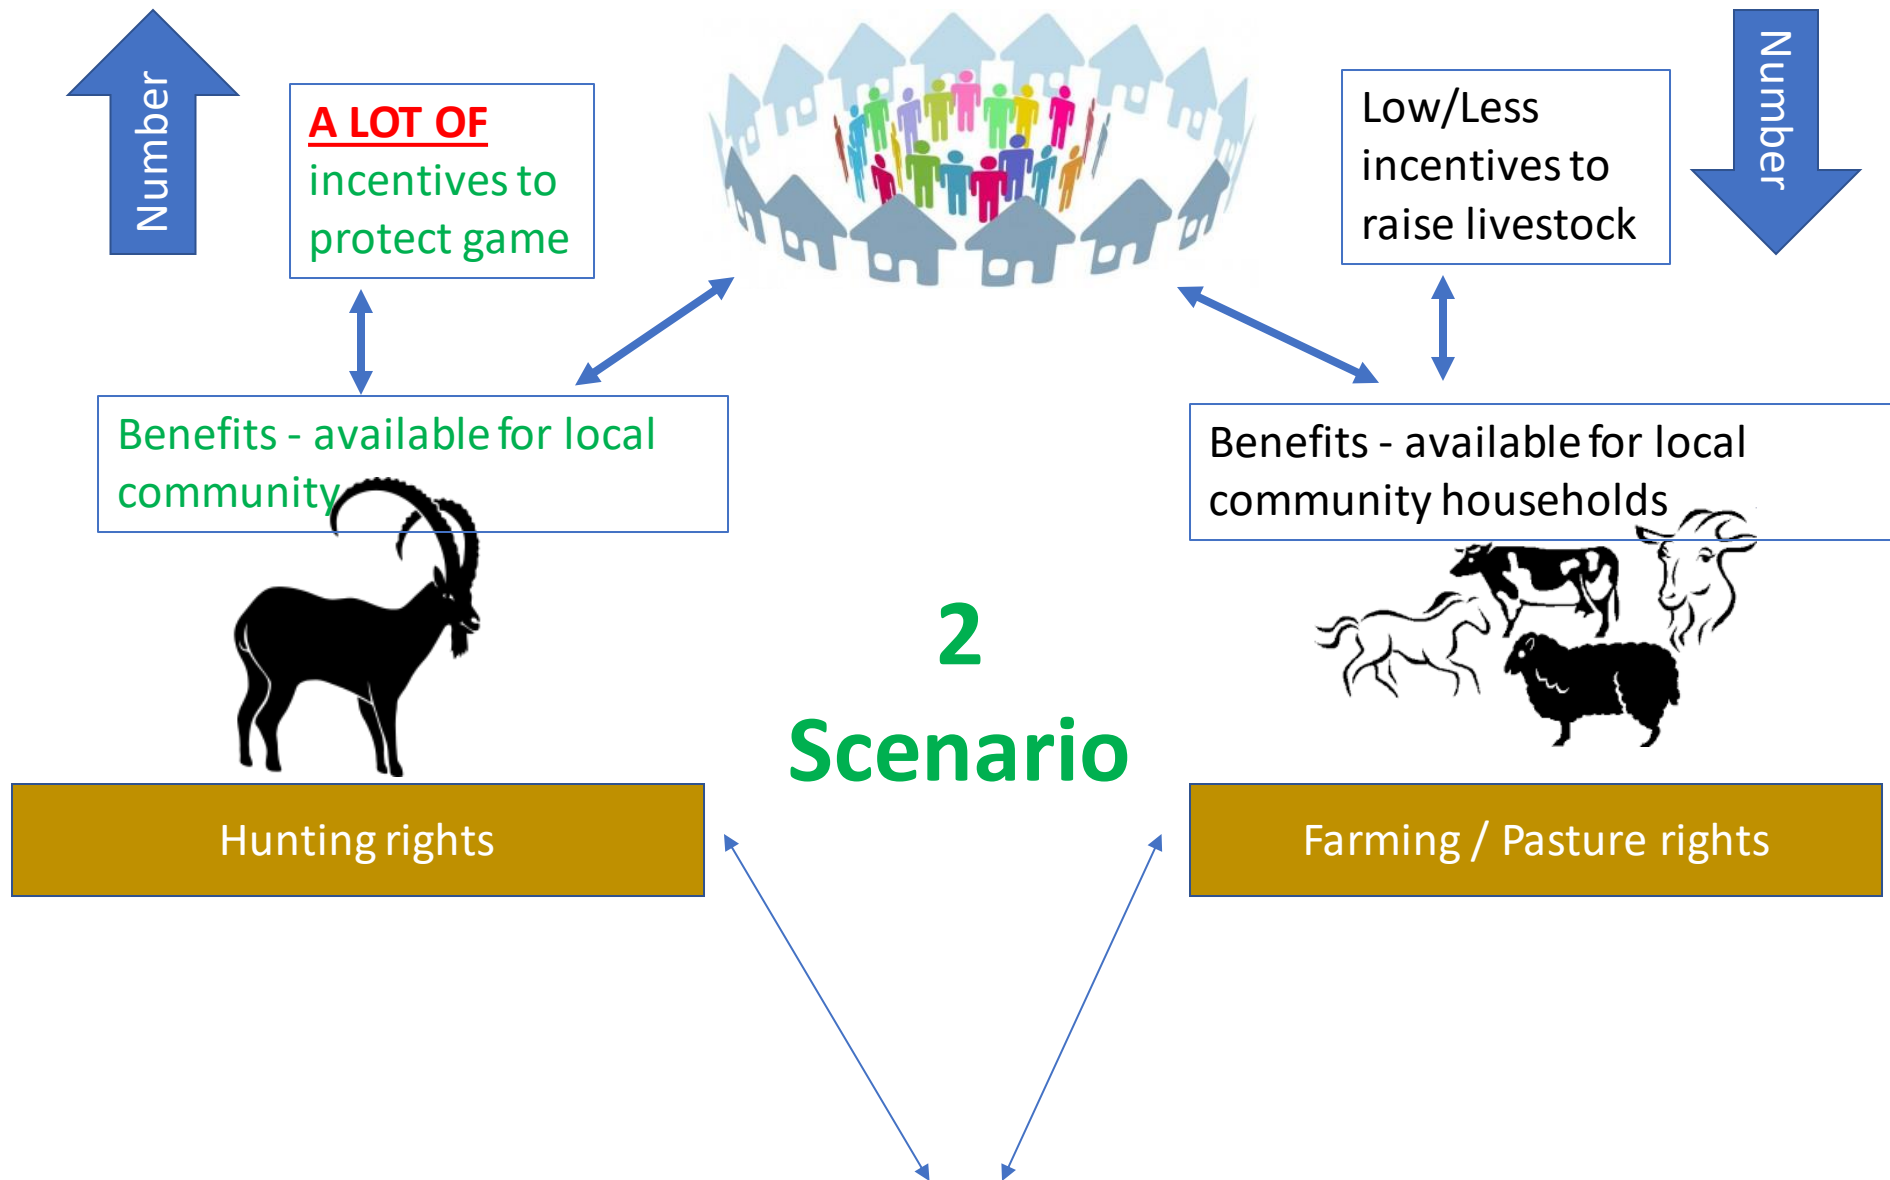 Number
A LOT OF
incentives to
protect game
Low/Less
incentives to
raise livestock
Number
Benefits - available for local
community
Benefits - available for local
community households
2
Scenario
Hunting rights
Farming / Pasture rights